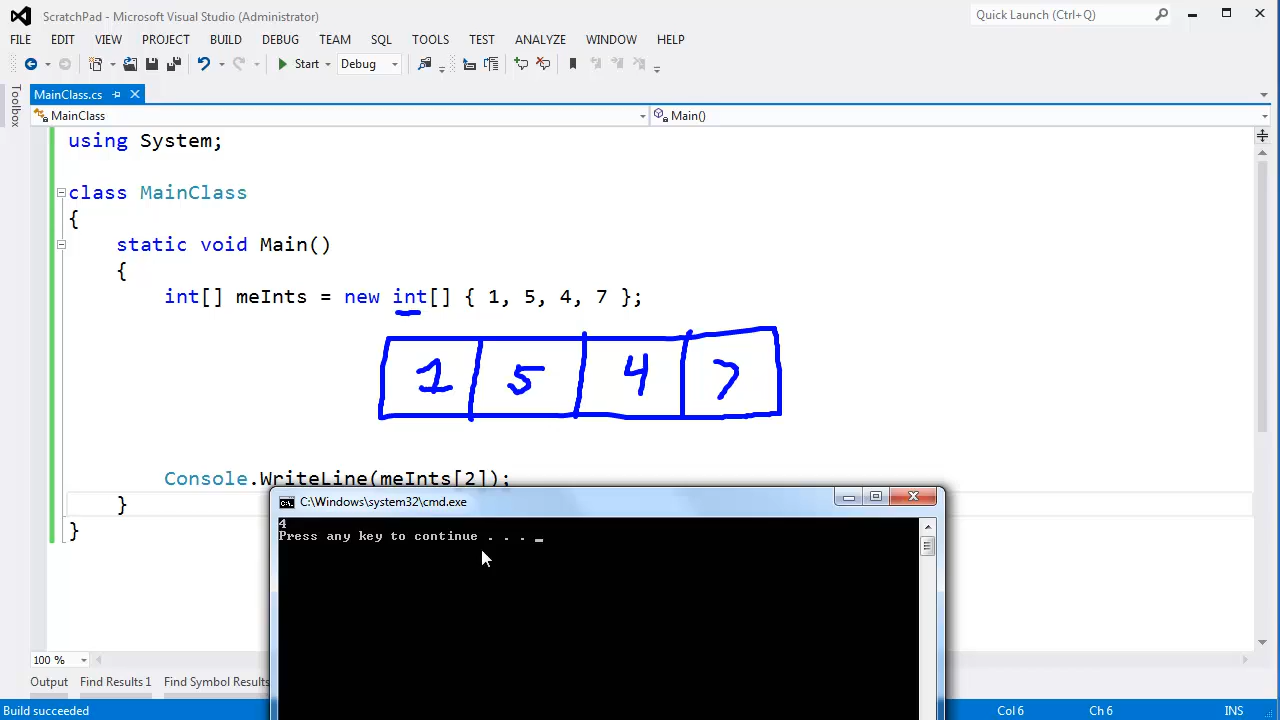 ScratchPad - Microsoft Visual Studio (Administrator)
Quick Launch (Ctrl+Q)
FILE EDIT VIEW PROJECT BUILD DEBUG TEAM SQL TOOLS TEST ANALYZE WINDOW HELP
Start Debug
Toolbox
MainClass.cs
MainClass Main()
using System;
class MainClass
{
static void Main()
{
int[] meInts = new int[] { 1, 5, 4, 7 };
1 5 4 7
Console.WriteLine(meInts[2]);
}
}
C:\Windows\system32\cmd.exe
4
Press any key to continue . . . _
100 %
Output Find Results 1 Find Symbol Results
Build succeeded Col 6 Ch 6 INS